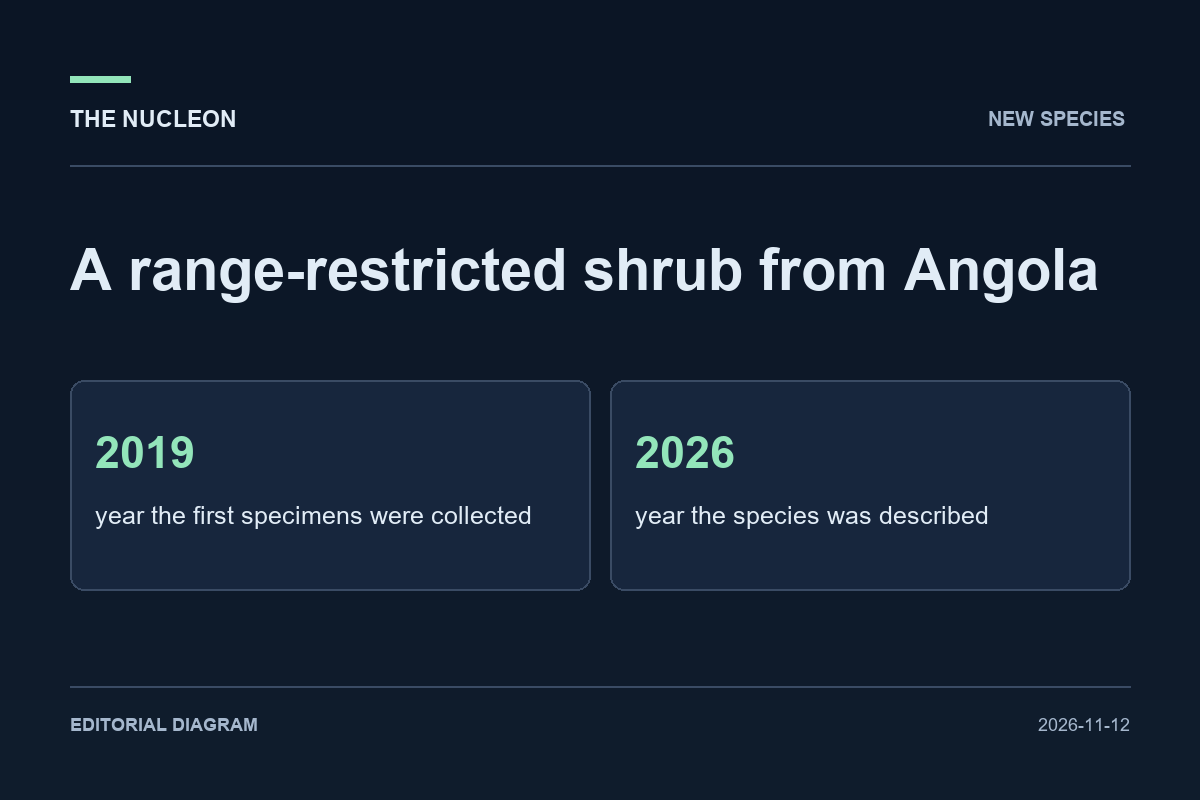 THE NUCLEON
NEW SPECIES
A range-restricted shrub from Angola
2019
year the first specimens were collected
2026
year the species was described
EDITORIAL DIAGRAM
2026-11-12